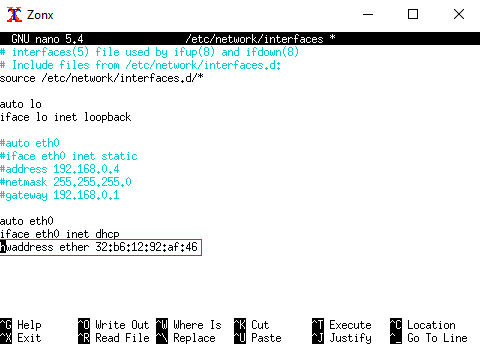 Zonx
GNU nano 5.4 /etc/network/interfaces *
# interfaces(5) file used by ifup(8) and ifdown(8)
# Include files from /etc/network/interfaces.d:
source /etc/network/interfaces.d/*
auto lo
iface lo inet loopback
#auto eth0
#iface eth0 inet static
#address 192.168.0.4
#netmask 255.255.255.0
#gateway 192.168.0.1
auto eth0
iface eth0 inet dhcp
hwaddress ether 32:b6:12:92:af:46
^G Help ^O Write Out ^W Where Is ^K Cut ^T Execute ^C Location
^X Exit ^R Read File ^\ Replace ^U Paste ^J Justify ^_ Go To Line